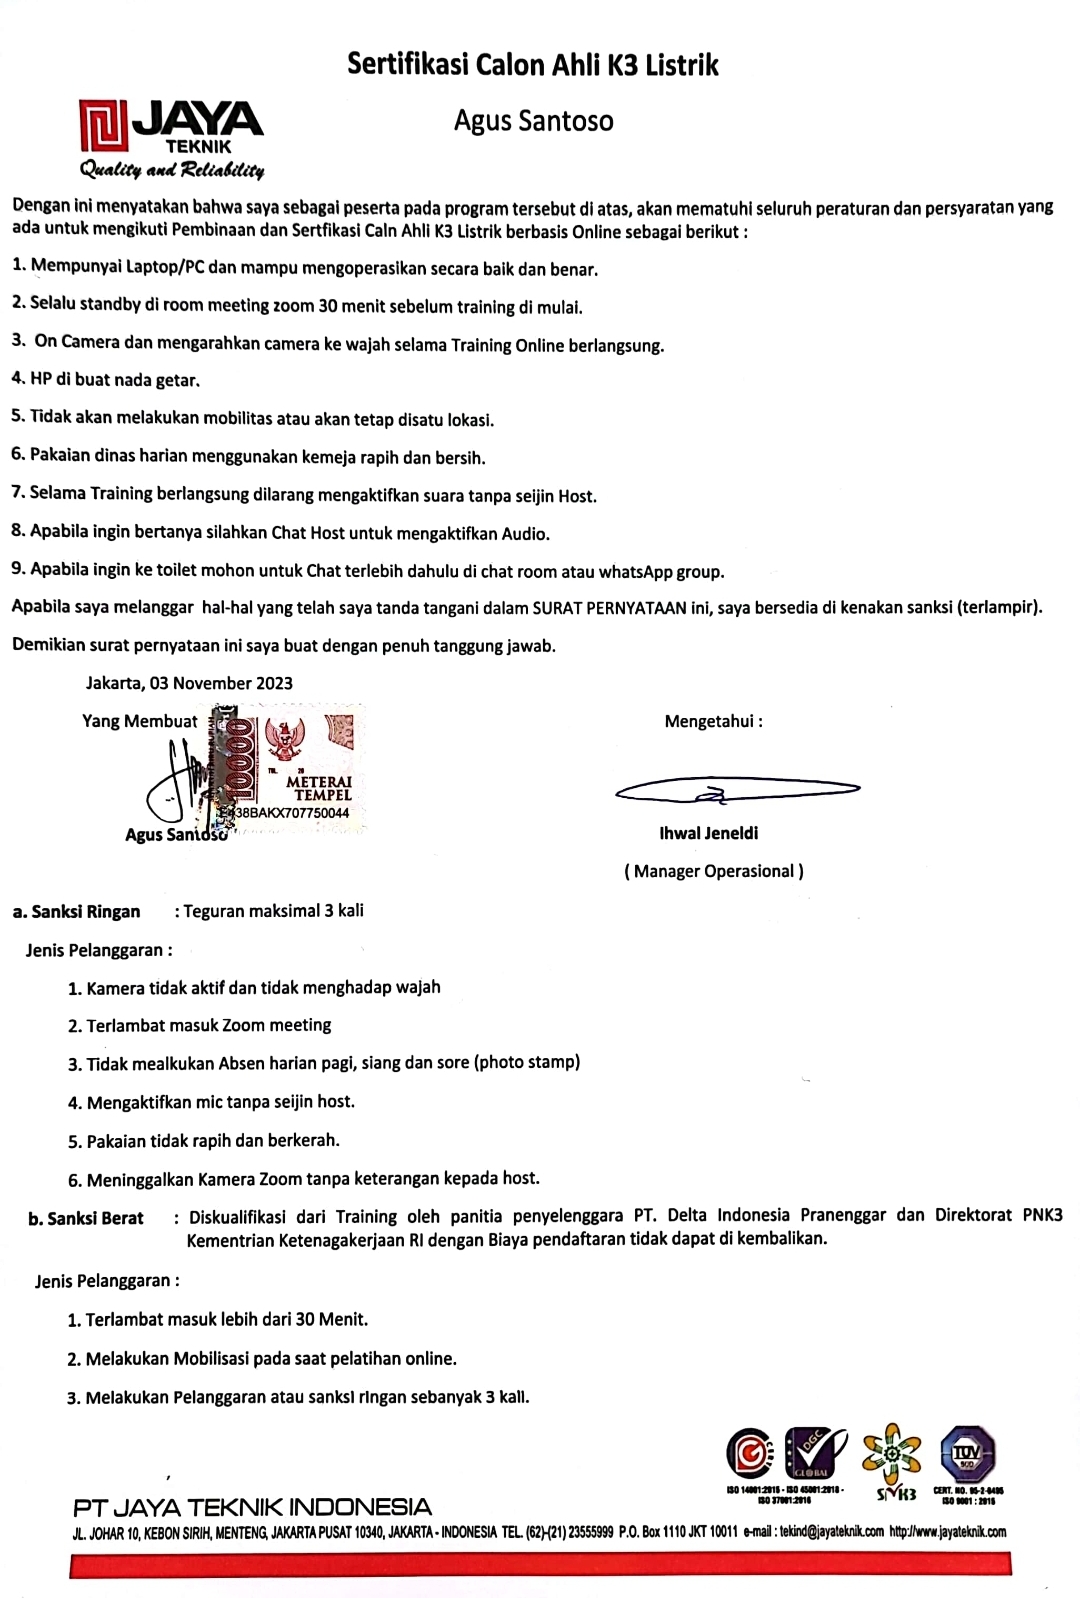 Sertifikasi Calon Ahli K3 Listrik
JAYA
TEKNIK
Quality and Reliability
Agus Santoso
Dengan ini menyatakan bahwa saya sebagai peserta pada program tersebut di atas, akan mematuhi seluruh peraturan dan persyaratan yang
ada untuk mengikuti Pembinaan dan Sertfikasi Caln Ahli K3 Listrik berbasis Online sebagai berikut :
1. Mempunyai Laptop/PC dan mampu mengoperasikan secara baik dan benar.
2. Selalu standby di room meeting zoom 30 menit sebelum training di mulai.
3. On Camera dan mengarahkan camera ke wajah selama Training Online berlangsung.
4. HP di buat nada getar.
5. Tidak akan melakukan mobilitas atau akan tetap disatu lokasi.
6. Pakaian dinas harian menggunakan kemeja rapih dan bersih.
7. Selama Training berlangsung dilarang mengaktifkan suara tanpa seijin Host.
8. Apabila ingin bertanya silahkan Chat Host untuk mengaktifkan Audio.
9. Apabila ingin ke toilet mohon untuk Chat terlebih dahulu di chat room atau whatsApp group.
Apabila saya melanggar hal-hal yang telah saya tanda tangani dalam SURAT PERNYATAAN ini, saya bersedia di kenakan sanksi (terlampir).
Demikian surat pernyataan ini saya buat dengan penuh tanggung jawab.
Jakarta, 03 November 2023
Yang Membuat
Mengetahui :
10000
TGL. 20
METERAI
TEMPEL
38BAKX707750044
Agus Santoso
Ihwal Jeneldi
( Manager Operasional )
a. Sanksi Ringan : Teguran maksimal 3 kali
Jenis Pelanggaran :
1. Kamera tidak aktif dan tidak menghadap wajah
2. Terlambat masuk Zoom meeting
3. Tidak mealkukan Absen harian pagi, siang dan sore (photo stamp)
4. Mengaktifkan mic tanpa seijin host.
5. Pakaian tidak rapih dan berkerah.
6. Meninggalkan Kamera Zoom tanpa keterangan kepada host.
b. Sanksi Berat : Diskualifikasi dari Training oleh panitia penyelenggara PT. Delta Indonesia Pranenggar dan Direktorat PNK3
Kementrian Ketenagakerjaan RI dengan Biaya pendaftaran tidak dapat di kembalikan.
Jenis Pelanggaran :
1. Terlambat masuk lebih dari 30 Menit.
2. Melakukan Mobilisasi pada saat pelatihan online.
3. Melakukan Pelanggaran atau sanksi ringan sebanyak 3 kali.
CERT
DGC
GLOBAL
SMK3
TUV
ISO 14001:2015 - ISO 45001:2018 -
ISO 37001:2016
CERT. NO.
ISO 9001 : 2015
PT JAYA TEKNIK INDONESIA
JL. JOHAR 10, KEBON SIRIH, MENTENG, JAKARTA PUSAT 10340, JAKARTA - INDONESIA TEL. (62)-(21) 23555999 P.O. Box 1110 JKT 10011 e-mail : tekind@jayateknik.com http://www.jayateknik.com